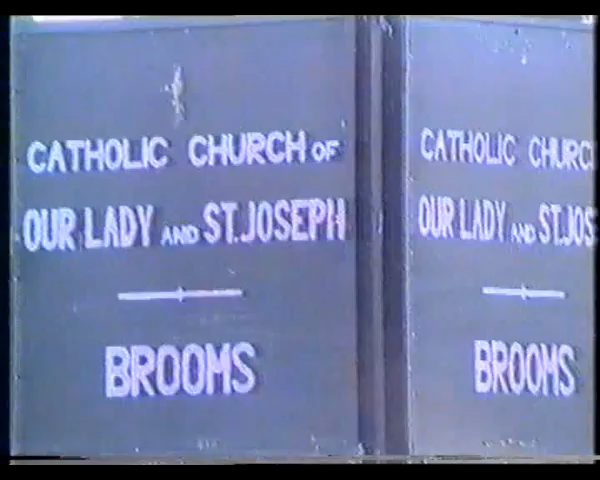 CATHOLIC CHURCH OF
OUR LADY AND ST. JOSEPH
BROOMS
CATHOLIC CHURC
OUR LADY AND ST. JOS
BROOMS